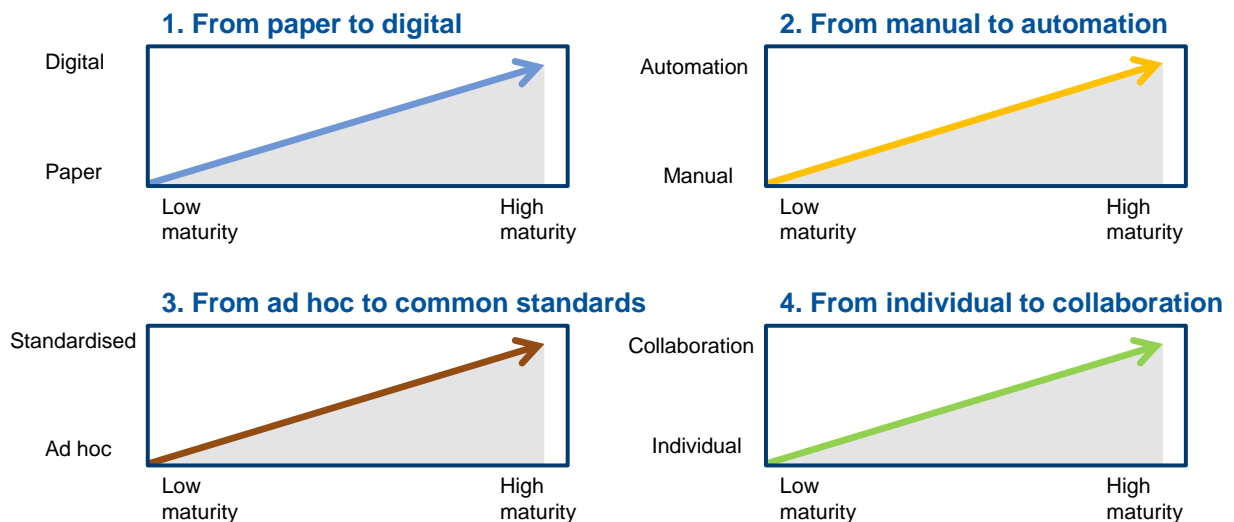 1. From paper to digital
Digital
Paper
Low
maturity
High
maturity
2. From manual to automation
Automation
Manual
Low
maturity
High
maturity
3. From ad hoc to common standards
Standardised
Ad hoc
Low
maturity
High
maturity
4. From individual to collaboration
Collaboration
Individual
Low
maturity
High
maturity